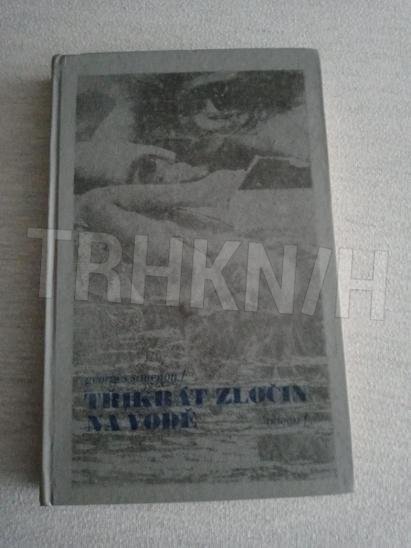 TRHKNIH
georges simenon /
TŘIKRÁT ZLOČIN
NA VODĚ